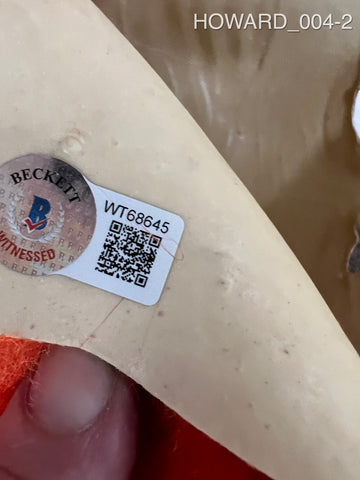 HOWARD_004-2
BECKETT
WT68645
B
WITNESSED